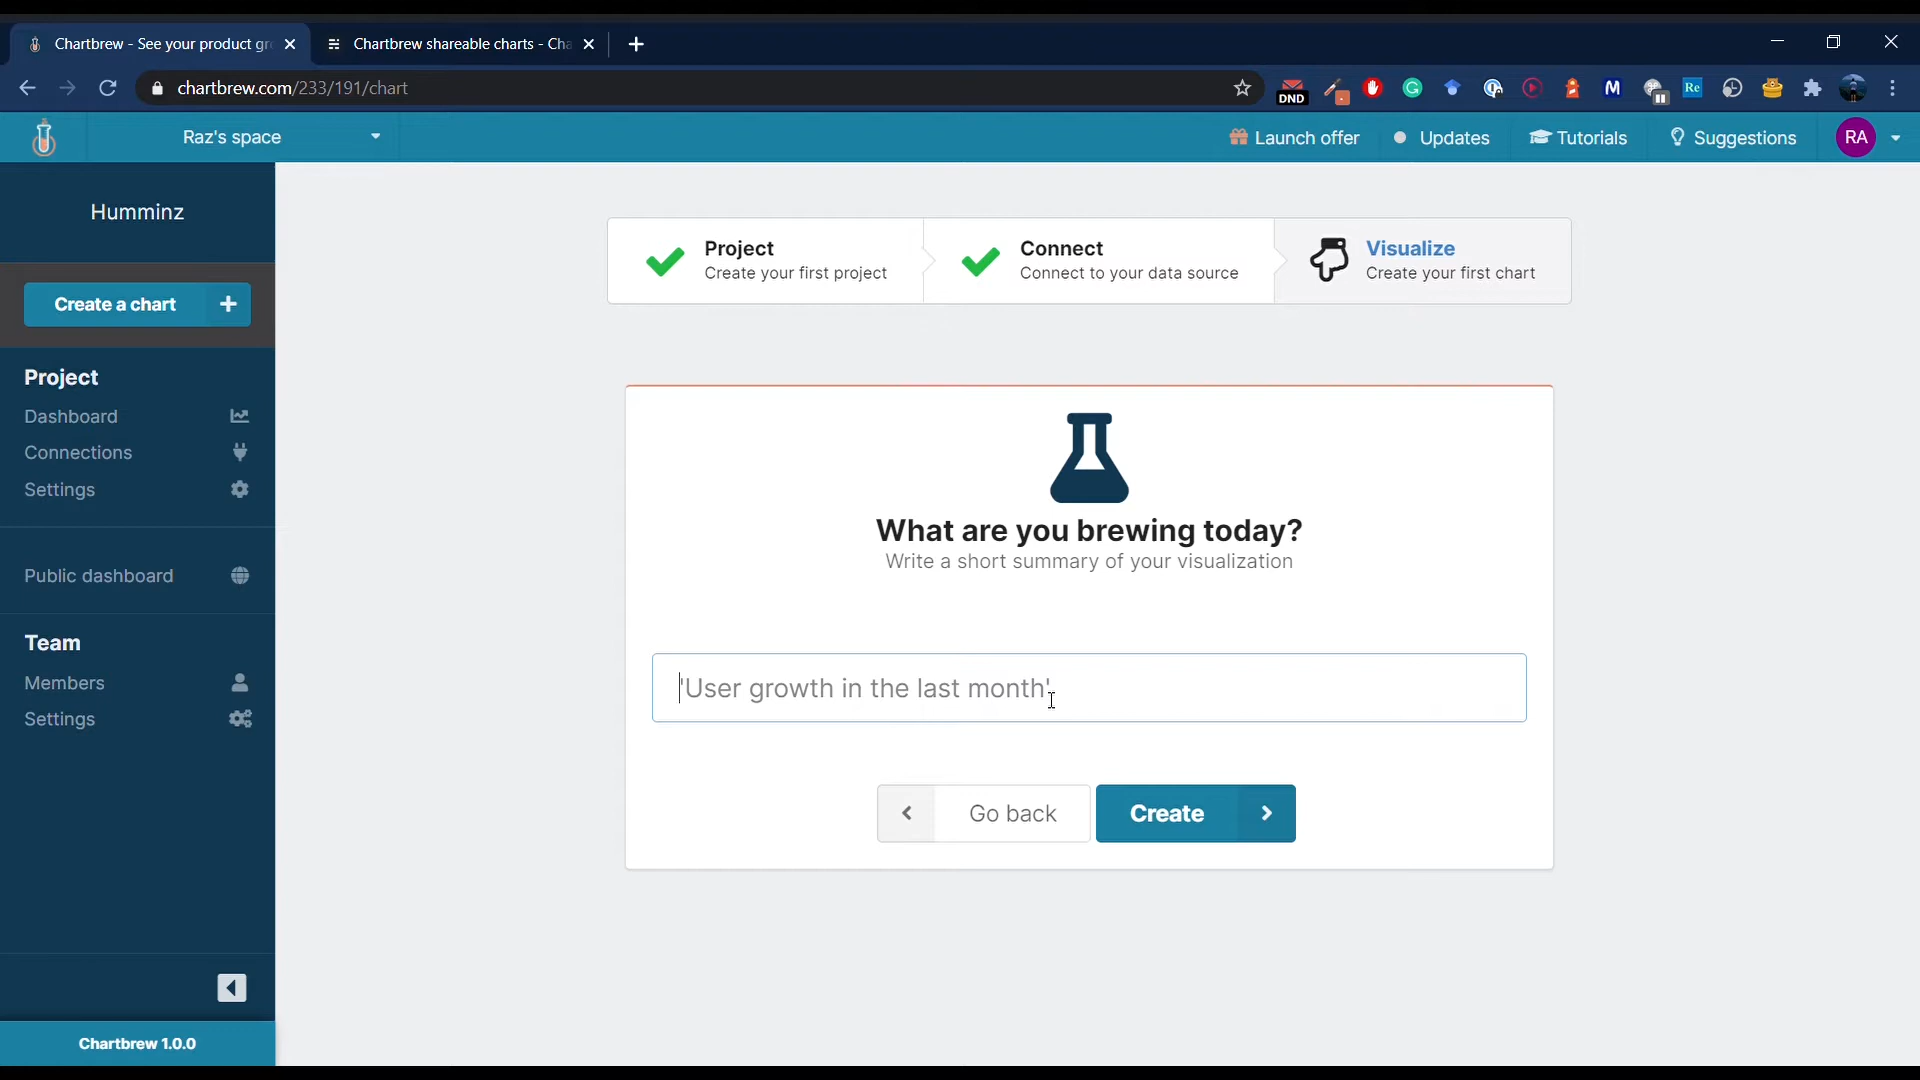 Chartbrew - See your product gr
Chartbrew shareable charts - Cha
chartbrew.com/233/191/chart
DND
G
M
Re
Raz's space
Launch offer
Updates
Tutorials
Suggestions
RA
Humminz
Create a chart
Project
Dashboard
Connections
Settings
Public dashboard
Team
Members
Settings
Chartbrew 1.0.0
Project
Create your first project
Connect
Connect to your data source
Visualize
Create your first chart
What are you brewing today?
Write a short summary of your visualization
'User growth in the last month'
Go back
Create